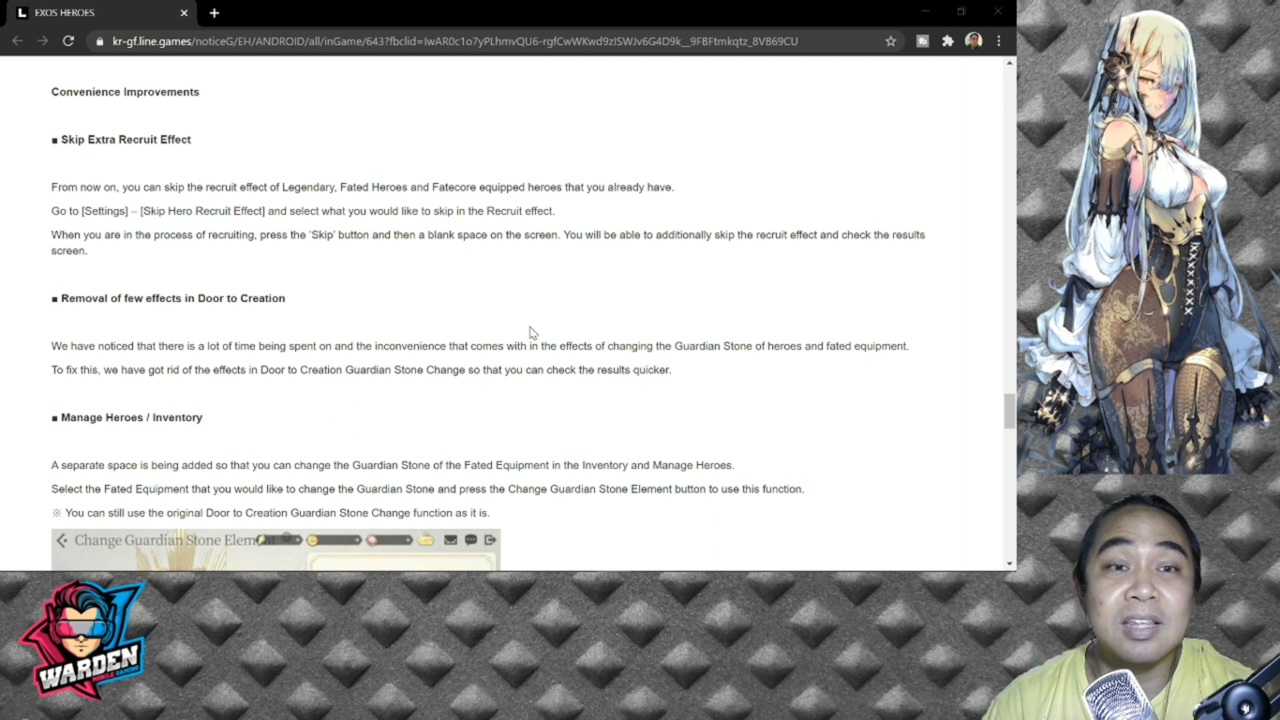 EXOS HEROES
kr-gf.line.games/noticeG/EH/ANDROID/all/inGame/643?fbclid=IwAR0c1o7yPLhmvQU6-rgfCwWKwd9zISWJv6G4D9k__9FBFtmkqtz_8VB69CU
Convenience Improvements
■ Skip Extra Recruit Effect
From now on, you can skip the recruit effect of Legendary, Fated Heroes and Fatecore equipped heroes that you already have.
Go to [Settings] – [Skip Hero Recruit Effect] and select what you would like to skip in the Recruit effect.
When you are in the process of recruiting, press the 'Skip' button and then a blank space on the screen. You will be able to additionally skip the recruit effect and check the results
screen.
■ Removal of few effects in Door to Creation
We have noticed that there is a lot of time being spent on and the inconvenience that comes with in the effects of changing the Guardian Stone of heroes and fated equipment.
To fix this, we have got rid of the effects in Door to Creation Guardian Stone Change so that you can check the results quicker.
■ Manage Heroes / Inventory
A separate space is being added so that you can change the Guardian Stone of the Fated Equipment in the Inventory and Manage Heroes.
Select the Fated Equipment that you would like to change the Guardian Stone and press the Change Guardian Stone Element button to use this function.
※ You can still use the original Door to Creation Guardian Stone Change function as it is.
Change Guardian Stone Element
WARDEN
MOBILE GAMING